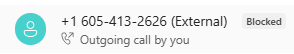 +1 605-413-2626 (External) Blocked
Outgoing call by you